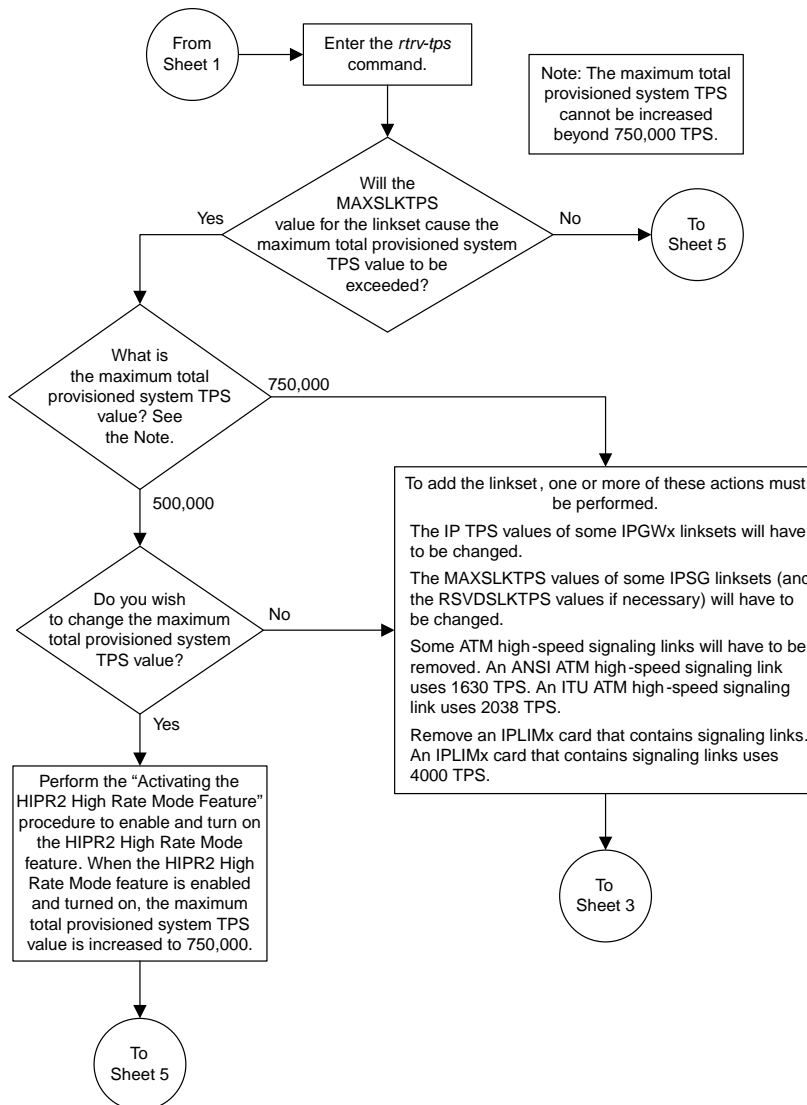 From
Sheet 1
Enter the rtrv-tps
command.
Note: The maximum total
provisioned system TPS
cannot be increased
beyond 750,000 TPS.
Will the
MAXSLKTPS
value for the linkset cause the
maximum total provisioned system
TPS value to be
exceeded?
Yes
No
To
Sheet 5
What is
the maximum total
provisioned system TPS
value? See
the Note.
750,000
500,000
To add the linkset, one or more of these actions must
be performed.
The IP TPS values of some IPGWx linksets will have
to be changed.
The MAXSLKTPS values of some IPSG linksets (and
the RSVDSLKTPS values if necessary) will have to
be changed.
Some ATM high-speed signaling links will have to be
removed. An ANSI ATM high-speed signaling link
uses 1630 TPS. An ITU ATM high-speed signaling
link uses 2038 TPS.
Remove an IPLIMx card that contains signaling links.
An IPLIMx card that contains signaling links uses
4000 TPS.
Do you wish
to change the maximum
total provisioned system
TPS value?
No
Yes
Perform the “Activating the
HIPR2 High Rate Mode Feature”
procedure to enable and turn on
the HIPR2 High Rate Mode
feature. When the HIPR2 High
Rate Mode feature is enabled
and turned on, the maximum
total provisioned system TPS
value is increased to 750,000.
To
Sheet 3
To
Sheet 5